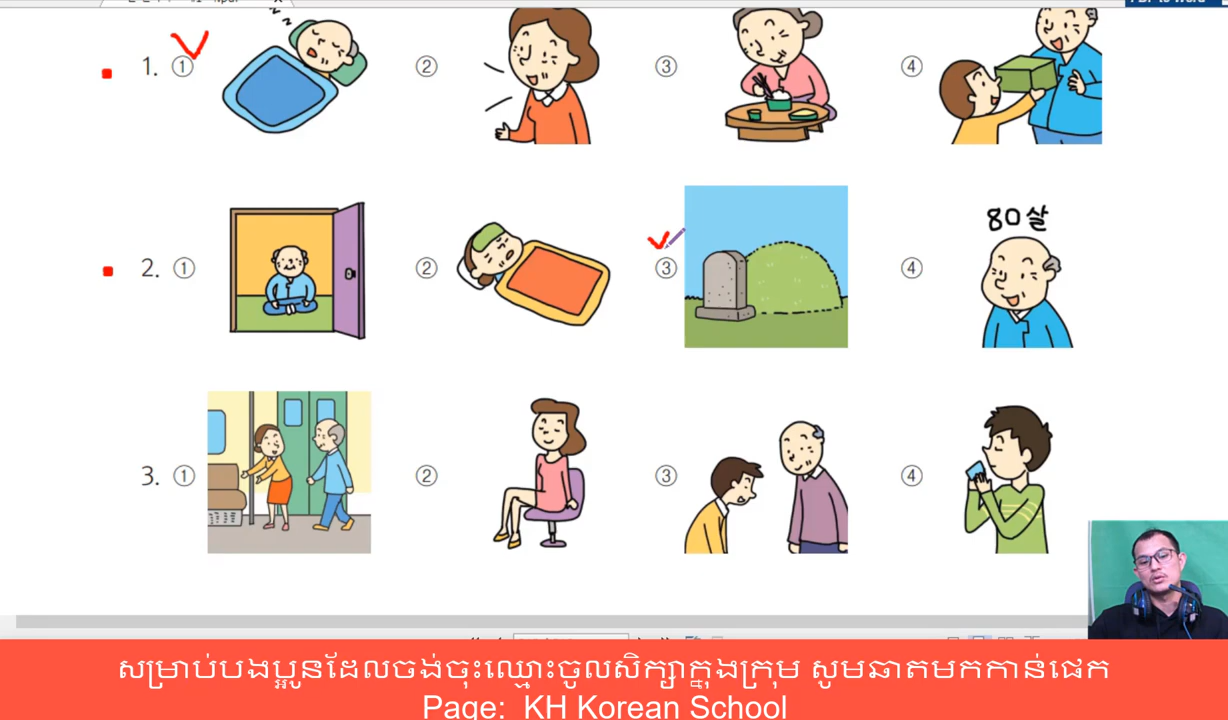 z z
1. ① ② ③ ④
80살
2. ① ② ③ ④
3. ① ② ③ ④
សម្រាប់បងប្អូនដែលចង់ចុះឈ្មោះចូលសិក្សាក្នុងក្រុម សូមឆាតមកកាន់ផេក
Page: KH Korean School